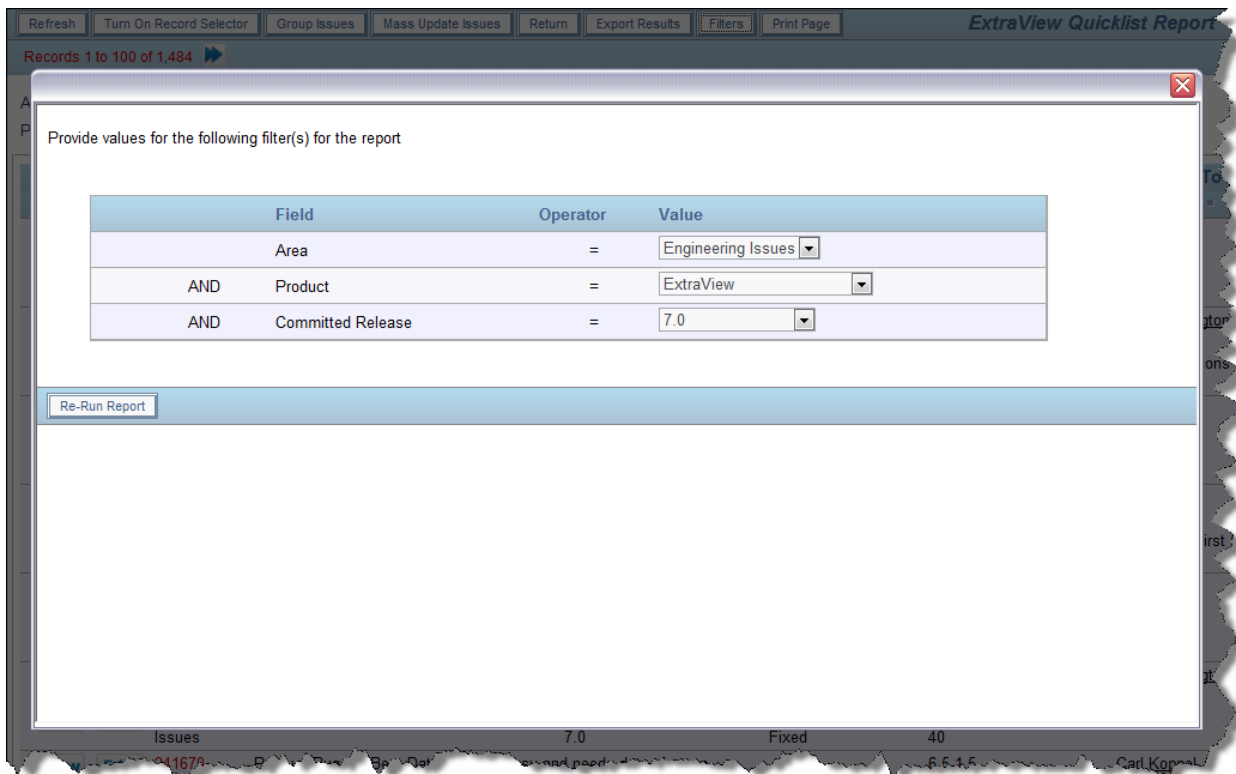 Refresh Turn On Record Selector Group Issues Mass Update Issues Return Export Results Filters Print Page ExtraView Quicklist Report
Records 1 to 100 of 1,484
A
P
Provide values for the following filter(s) for the report
To
Field Operator Value
Area = Engineering Issues
AND Product = ExtraView
AND Committed Release = 7.0
ons
Re-Run Report
irst
Issues 7.0 Fixed 40